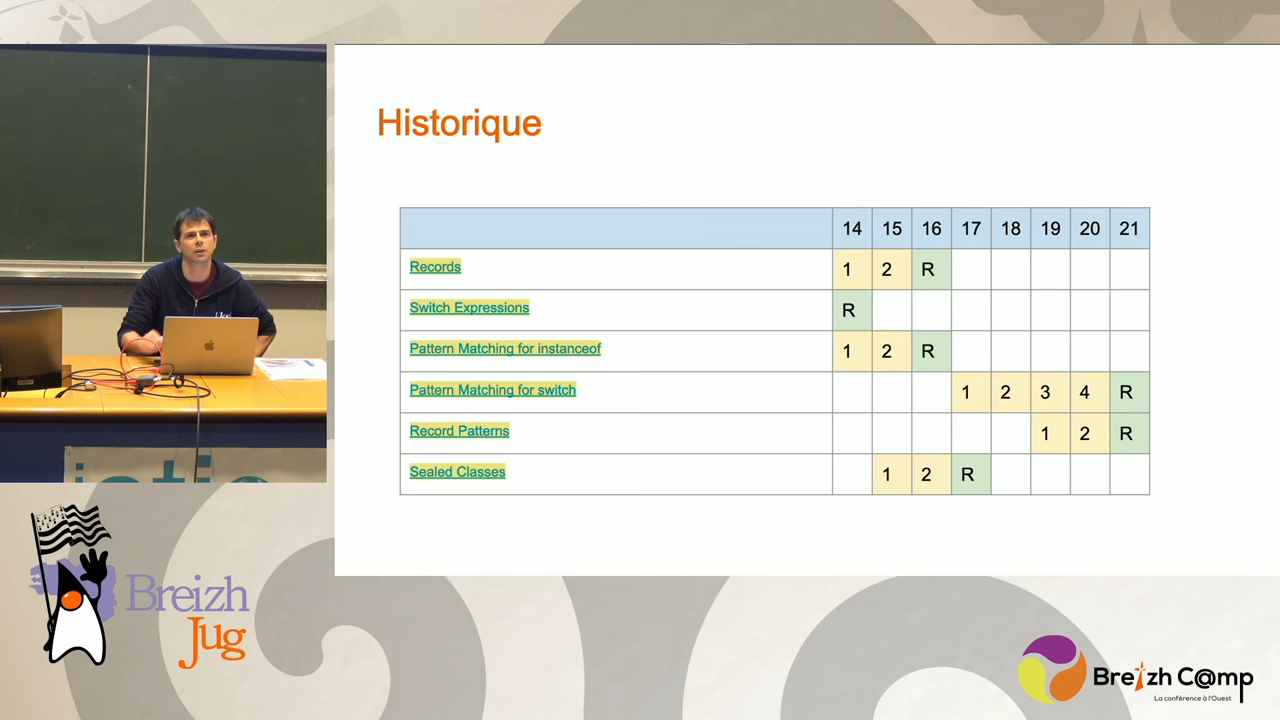 Historique
14 15 16 17 18 19 20 21
Records 1 2 R
Switch Expressions R
Pattern Matching for instanceof 1 2 R
Pattern Matching for switch 1 2 3 4 R
Record Patterns 1 2 R
Sealed Classes 1 2 R
Breizh
Jug
Breizh C@mp
La conférence à l'Ouest